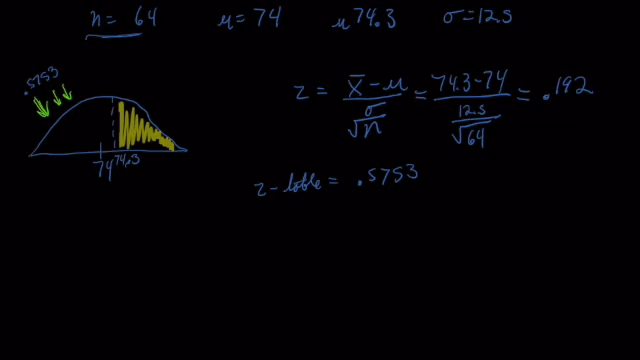 n = 64 μ = 74 μ 74.3 σ = 12.5
.5753
z = x̄ - μ / σ/√n = 74.3 - 74 / 12.5/√64 = .192
74 74.3
z - table = .5753